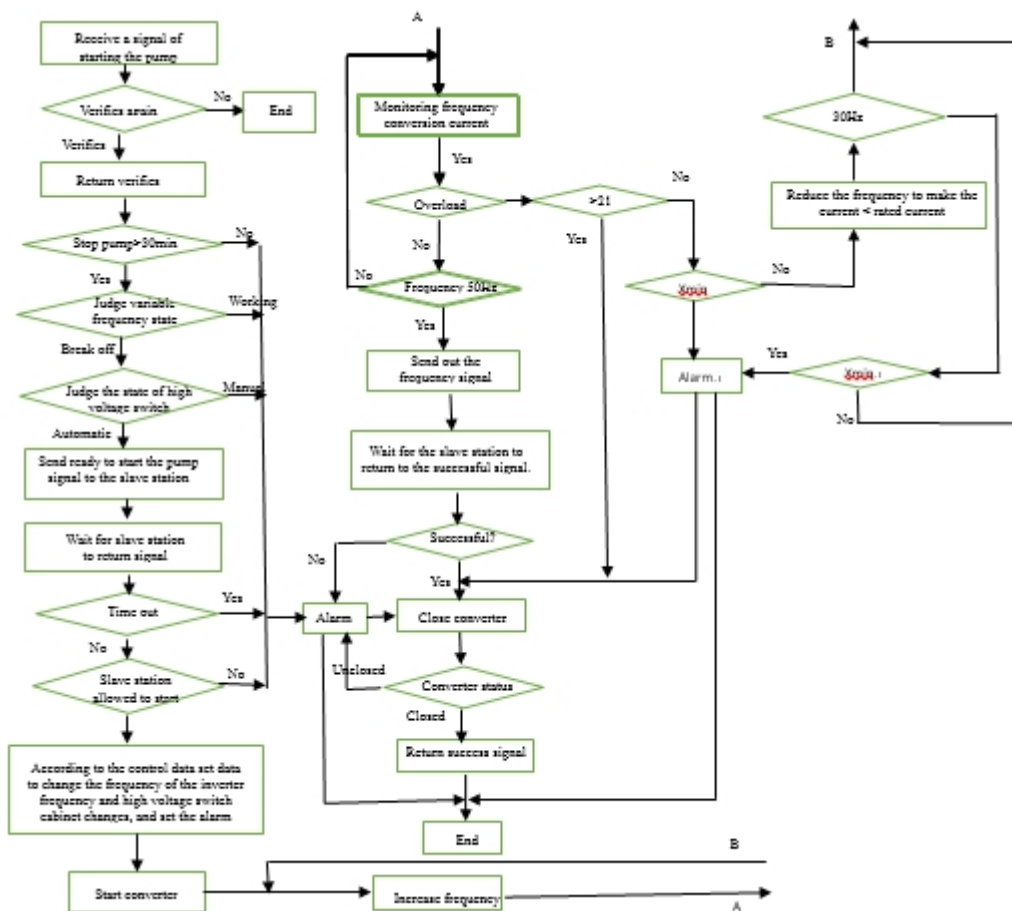 Receive a signal of
starting the pump
Verifies again
No
End
Verifies
Return verifies
Stop pump>30min
No
Yes
Judge variable
frequency state
Working
Break off
Judge the state of high
voltage switch
Manual
Automatic
Send ready to start the pump
signal to the slave station
Wait for slave station
to return signal
Time out
Yes
No
Slave station
allowed to start
No
According to the control data set data
to change the frequency of the inverter
frequency and high voltage switch
cabinet changes, and set the alarm
Start converter
Increase frequency
B
A
A
Monitoring frequency
conversion current
Yes
Overload
No
No
Frequency 50Hz
Yes
Send out the
frequency signal
Wait for the slave station to
return to the successful signal.
Successful?
No
Yes
Alarm
Close converter
Unclosed
Converter status
Closed
Return success signal
End
No
Yes
Xmin
No
Alarm
Yes
Xmin
No
Reduce the frequency to make the
current < rated current
30Hz
B